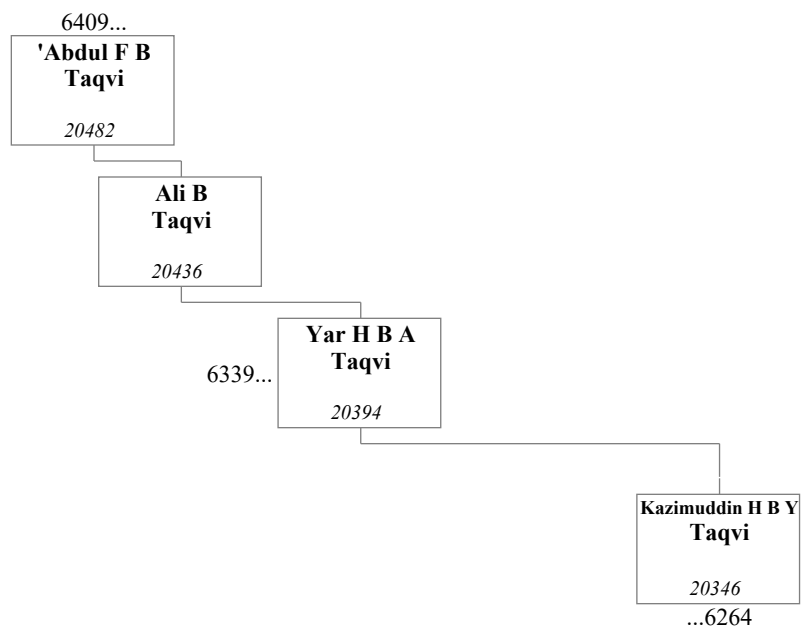 6409...
'Abdul F B
Taqvi
20482
Ali B
Taqvi
20436
Yar H B A
Taqvi
6339...
20394
Kazimuddin H B Y
Taqvi
20346
...6264